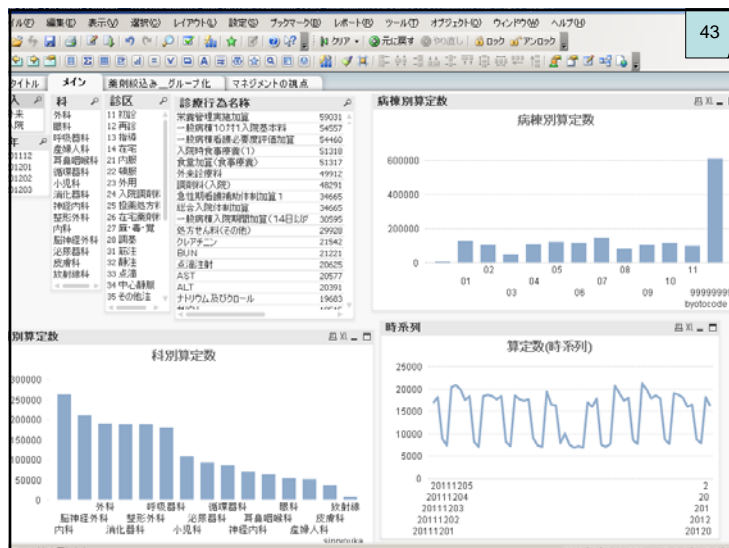 イル(F) 編集(E) 表示(V) 選択(C) レイアウト(L) 設定(S) ブックマーク(B) レポート(R) ツール(T) オブジェクト(O) ウィンドウ(W) ヘルプ(H)
43
クリア 元に戻す やり直し ロック アンロック
タイトル メイン 薬剤絞込み_グループ化 マネジメントの視点
入
外来
入院
年
01112
01201
01202
01203
科
外科
眼科
呼吸器科
産婦人科
耳鼻咽喉科
循環器科
小児科
消化器科
神経内科
整形外科
内科
脳神経外科
泌尿器科
皮膚科
放射線科
診区
11 初診
12 再診
13 指導
14 在宅
21 内服
22 頓服
23 外用
24 入院調剤料
25 投薬処方
26 在宅薬剤
27 麻・毒・覚
28 調基
31 筋注
32 静注
33 点滴
34 中心静脈
35 その他注
診療行為名称
栄養管理実施加算 59031
一般病棟10対1入院基本料 54557
一般病棟看護必要度評価加算 54460
入院時食事療養(1) 51318
食堂加算(食事療養) 51317
外来診療料 49912
調剤料(入院) 48291
急性期看護補助体制加算1 34665
総合入院体制加算 34665
一般病棟入院期間加算(14日以内 30595
処方せん料(その他) 29928
クレアチニン 21542
BUN 21221
点滴注射 20625
AST 20577
ALT 20391
ナトリウム及びクロール 19683
病棟別算定数
病棟別算定数
600000
400000
200000
0
02 05 08 11
01 04 07 10
03 06 09 9999999
byotocode
別算定数
科別算定数
300000
250000
200000
150000
100000
50000
0
外科 呼吸器科 循環器科 眼科 放射線
脳神経外科 整形外科 泌尿器科 耳鼻咽喉科 皮膚科
内科 消化器科 小児科 神経内科 産婦人科
sinryouka
時系列
算定数(時系列)
25000
20000
15000
10000
5000
0
20111205 2
20111204 20
201111203 201
201111202 2012
20111201 20120